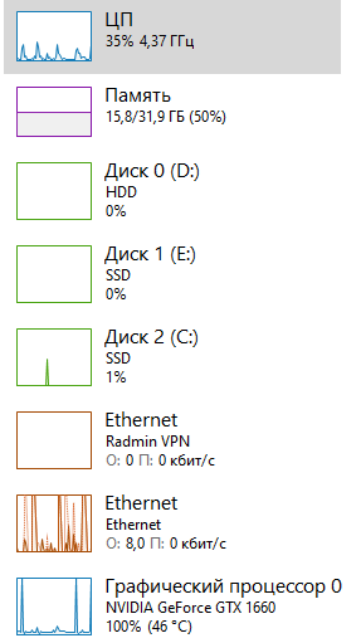 ЦП
35% 4,37 ГГц
Память
15,8/31,9 ГБ (50%)
Диск 0 (D:)
HDD
0%
Диск 1 (E:)
SSD
0%
Диск 2 (C:)
SSD
1%
Ethernet
Radmin VPN
О: 0 П: 0 кбит/с
Ethernet
Ethernet
О: 8,0 П: 0 кбит/с
Графический процессор 0
NVIDIA GeForce GTX 1660
100% (46 °C)